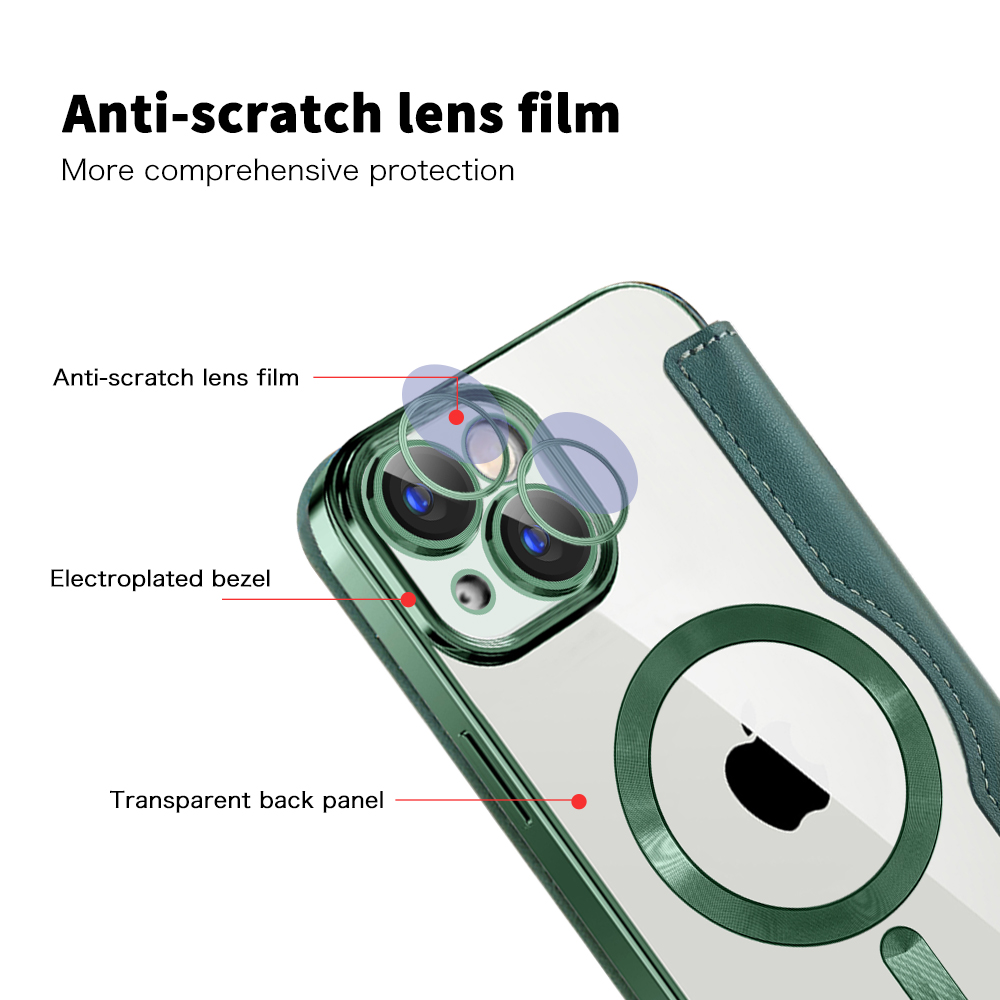 Anti-scratch lens film
More comprehensive protection
Anti-scratch lens film
Electroplated bezel
Transparent back panel